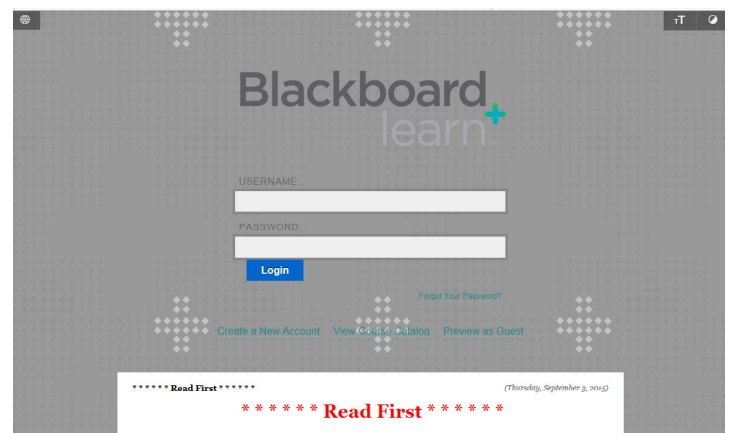 TT
Blackboard
learn
USERNAME:
PASSWORD:
Login
Forgot Your Password?
Create a New Account View Course Catalog Preview as Guest
* * * * * * Read First * * * * * * (Thursday, September 3, 2015)
* * * * * * Read First * * * * * *